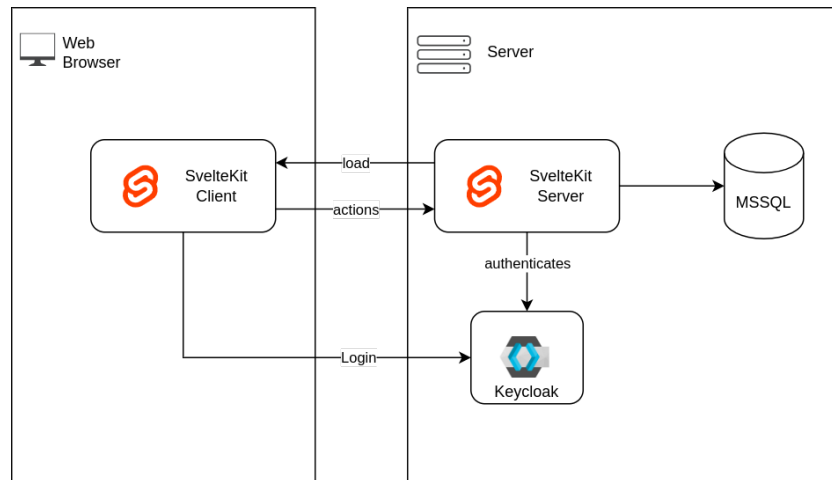 Web
Browser
Server
SvelteKit
Client
load
actions
SvelteKit
Server
MSSQL
authenticates
Login
Keycloak